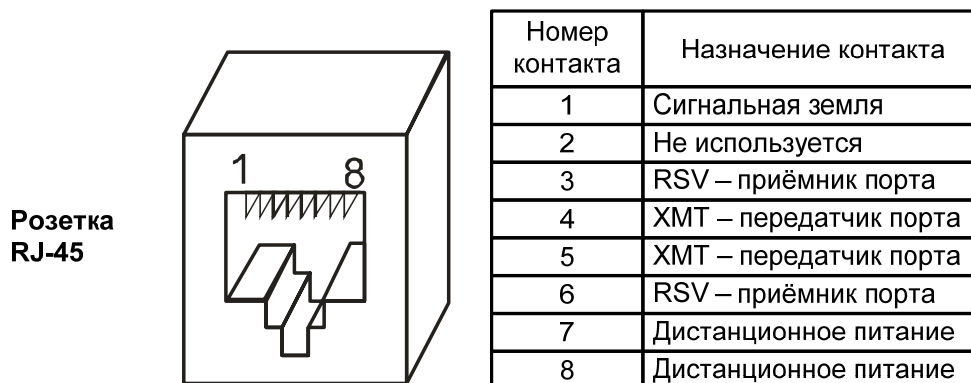 Розетка
RJ-45
1 8
Номер контакта Назначение контакта
1 Сигнальная земля
2 Не используется
3 RSV – приёмник порта
4 XMT – передатчик порта
5 XMT – передатчик порта
6 RSV – приёмник порта
7 Дистанционное питание
8 Дистанционное питание